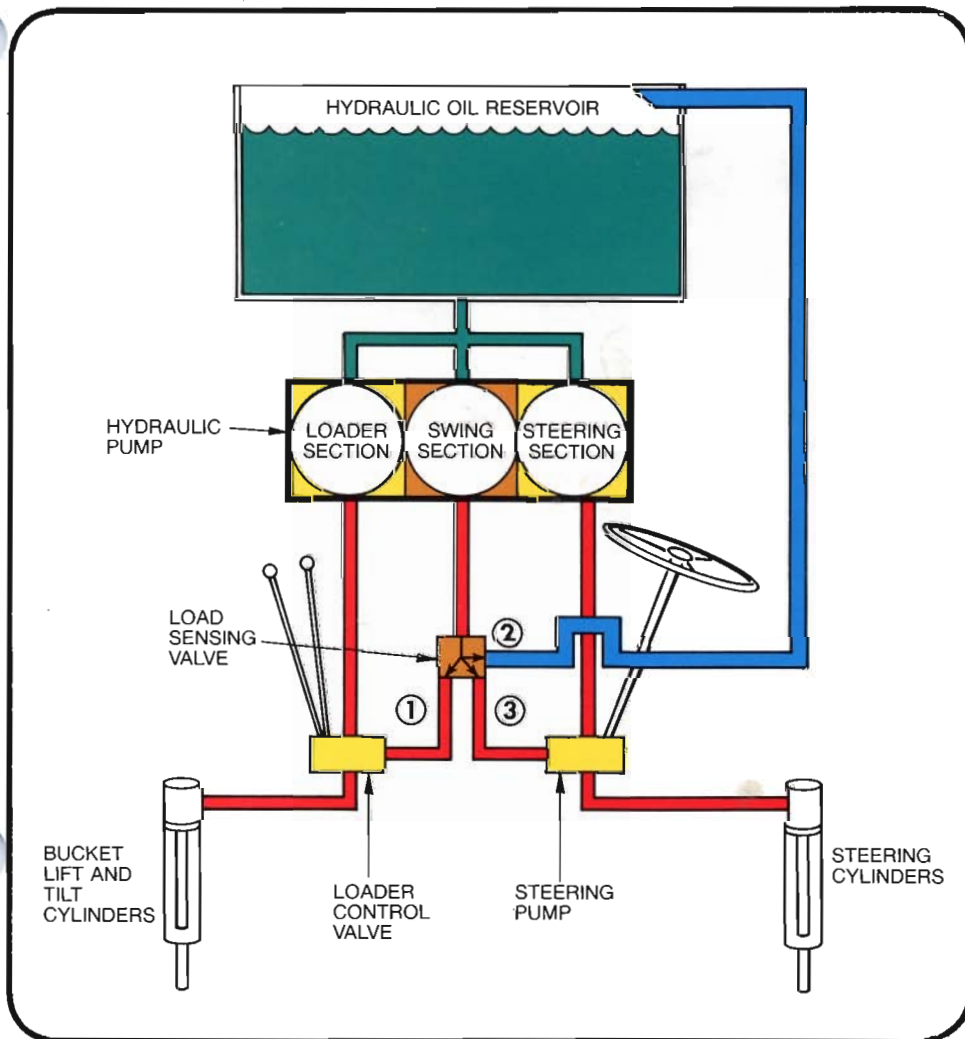 HYDRAULIC OIL RESERVOIR
HYDRAULIC
PUMP
LOADER
SECTION
SWING
SECTION
STEERING
SECTION
LOAD
SENSING
VALVE
②
①
③
BUCKET
LIFT AND
TILT
CYLINDERS
LOADER
CONTROL
VALVE
STEERING
PUMP
STEERING
CYLINDERS